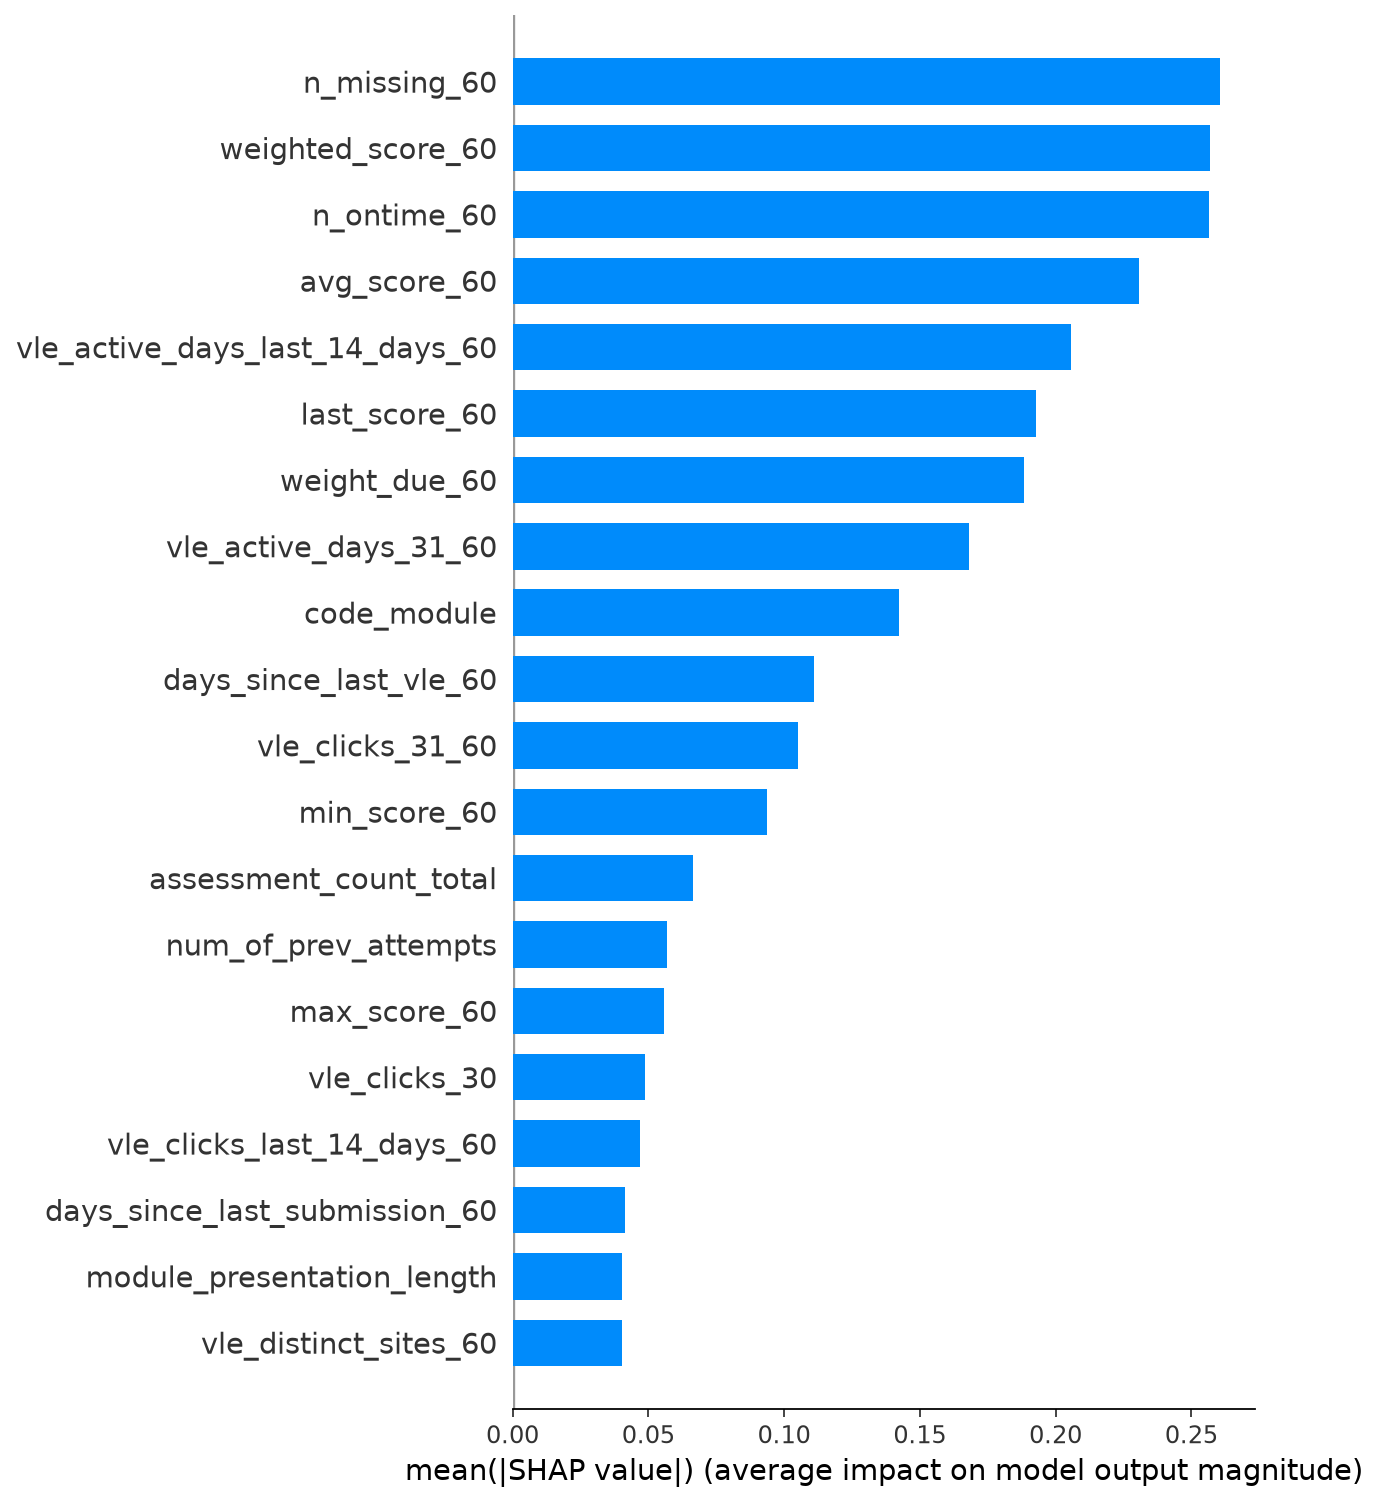 n_missing_60
weighted_score_60
n_ontime_60
avg_score_60
vle_active_days_last_14_days_60
last_score_60
weight_due_60
vle_active_days_31_60
code_module
days_since_last_vle_60
vle_clicks_31_60
min_score_60
assessment_count_total
num_of_prev_attempts
max_score_60
vle_clicks_30
vle_clicks_last_14_days_60
days_since_last_submission_60
module_presentation_length
vle_distinct_sites_60
0.00 0.05 0.10 0.15 0.20 0.25
mean(|SHAP value|) (average impact on model output magnitude)